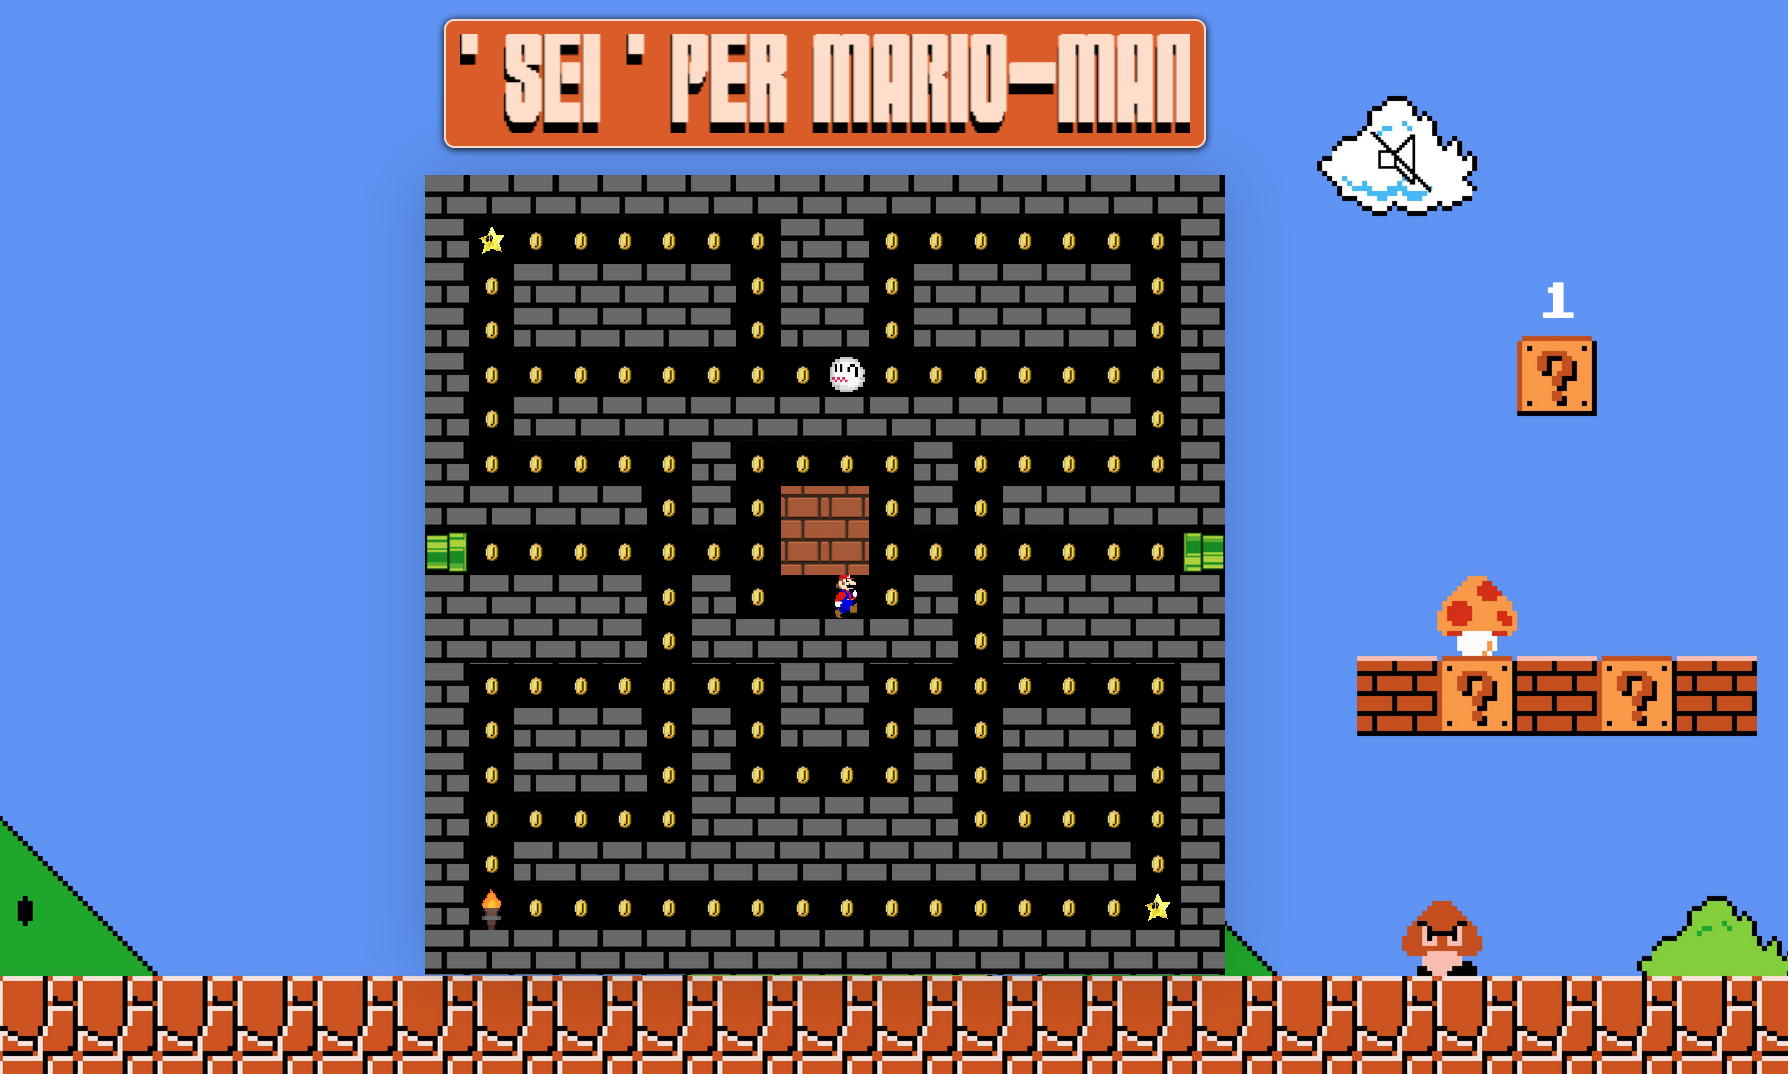 ' SEI ' PER MARIO-MAN
1
?
? ?